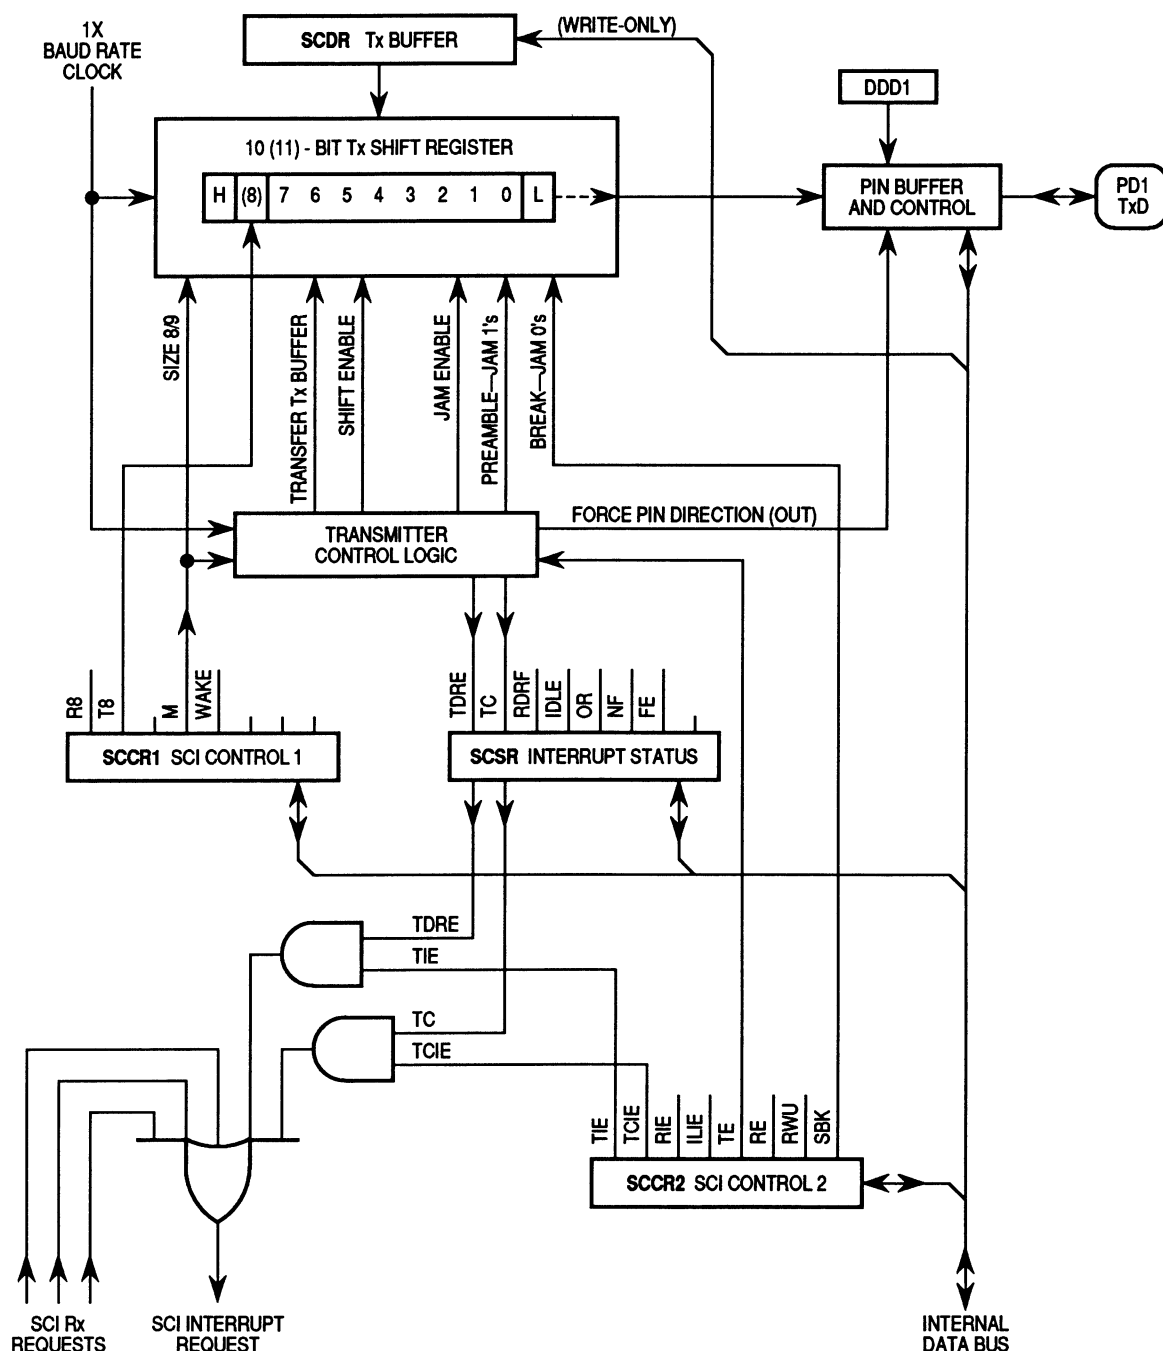 1X
BAUD RATE
CLOCK
SCDR Tx BUFFER
(WRITE-ONLY)
DDD1
10 (11) - BIT Tx SHIFT REGISTER
H (8) 7 6 5 4 3 2 1 0 L
PIN BUFFER
AND CONTROL
PD1
TxD
SIZE 8/9
TRANSFER Tx BUFFER
SHIFT ENABLE
JAM ENABLE
PREAMBLE—JAM 1's
BREAK—JAM 0's
FORCE PIN DIRECTION (OUT)
TRANSMITTER
CONTROL LOGIC
R8
T8
M
WAKE
TDRE
TC
RDRF
IDLE
OR
NF
FE
SCCR1 SCI CONTROL 1
SCSR INTERRUPT STATUS
TDRE
TIE
TC
TCIE
TIE
TCIE
RIE
ILIE
TE
RE
RWU
SBK
SCCR2 SCI CONTROL 2
SCI Rx
REQUESTS
SCI INTERRUPT
REQUEST
INTERNAL
DATA BUS